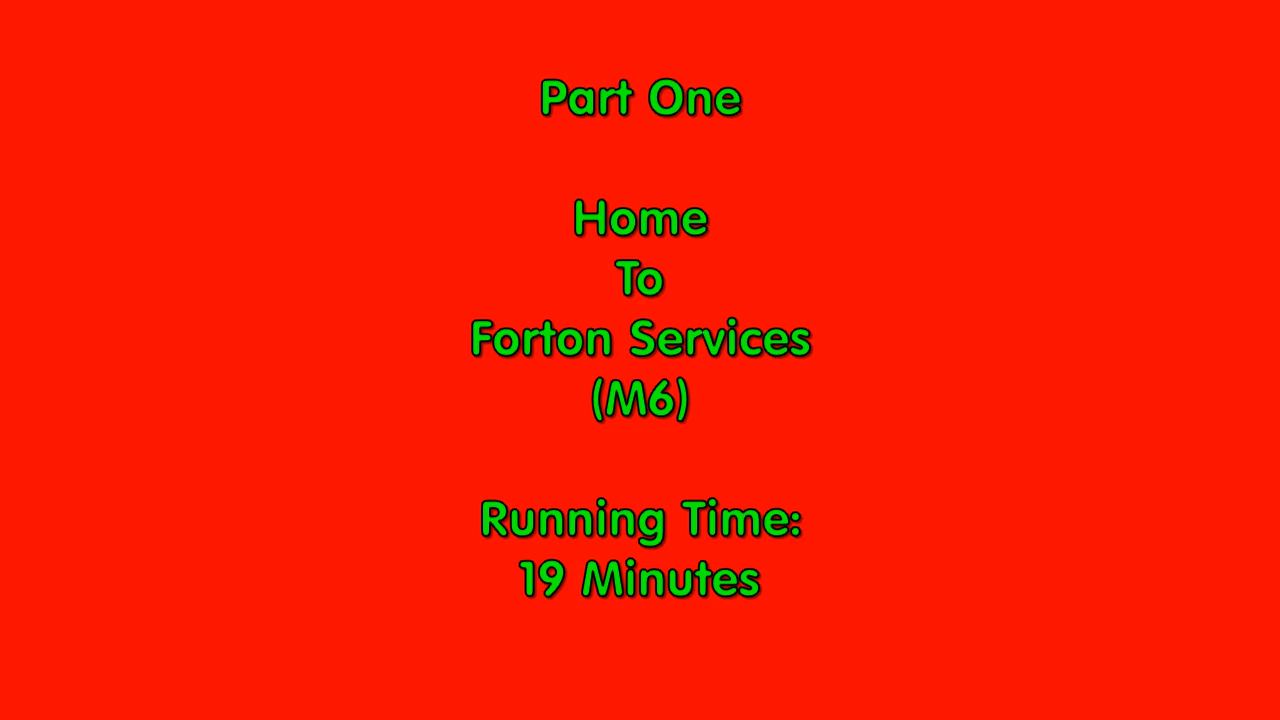 Part One
Home
To
Forton Services
(M6)
Running Time:
19 Minutes